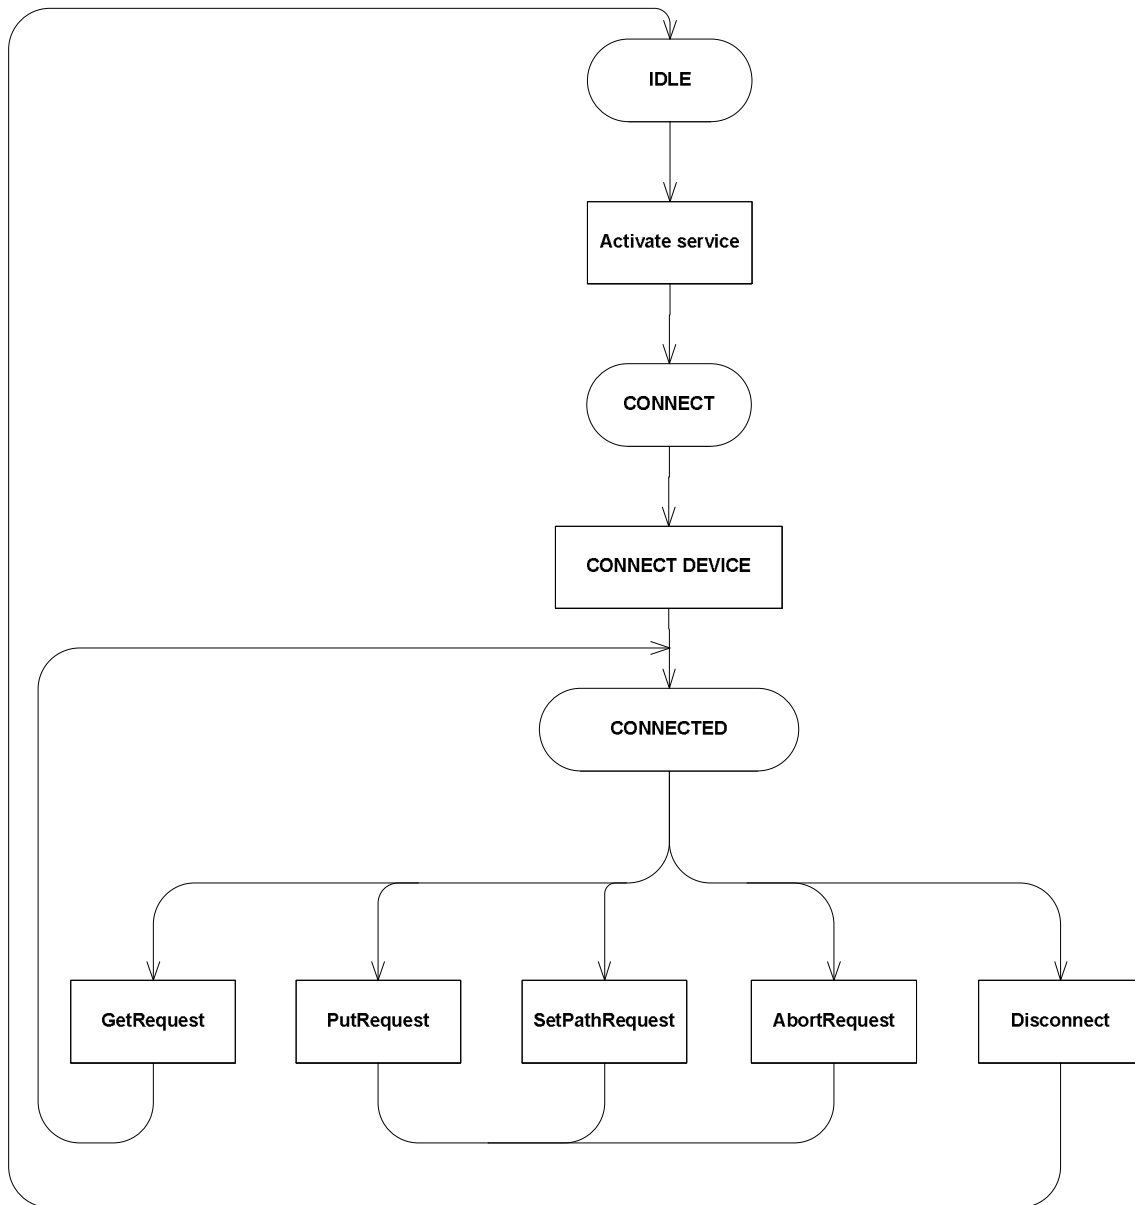 IDLE
Activate service
CONNECT
CONNECT DEVICE
CONNECTED
GetRequest
PutRequest
SetPathRequest
AbortRequest
Disconnect